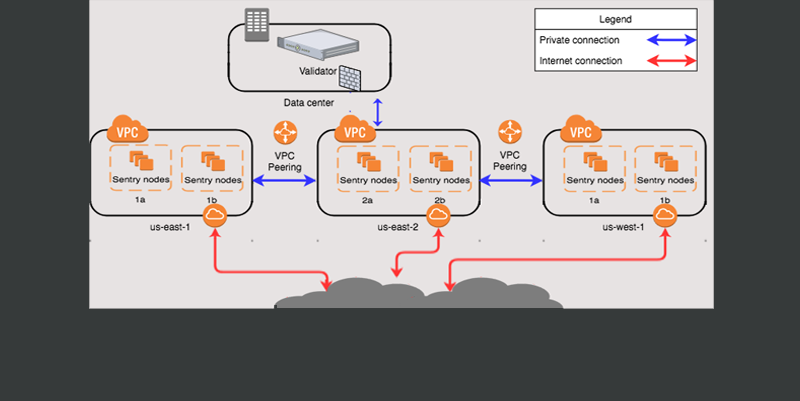 Legend
Private connection
Internet connection
Validator
Data center
VPC
VPC
Peering
VPC
VPC
Peering
VPC
Sentry nodes
Sentry nodes
Sentry nodes
Sentry nodes
Sentry nodes
Sentry nodes
1a
1b
2a
2b
1a
1b
us-east-1
us-east-2
us-west-1